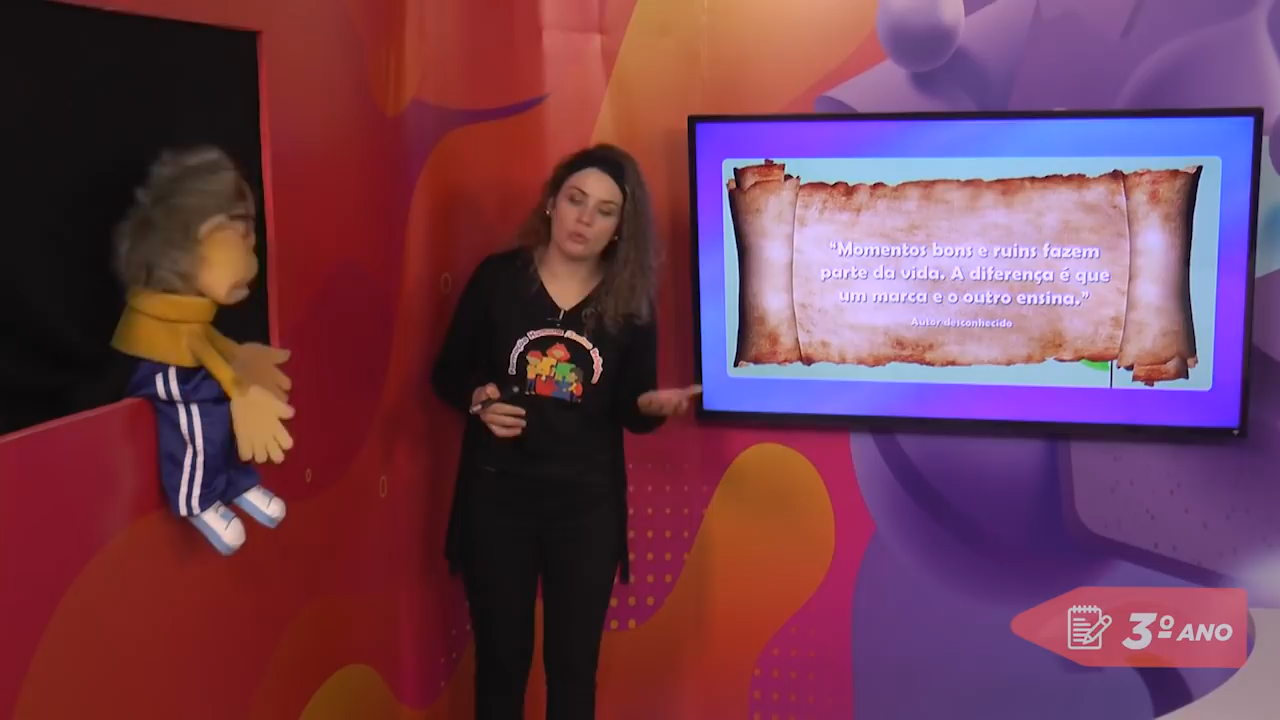 “Momentos bons e ruins fazem
parte da vida. A diferença é que
um marca e o outro ensina.”
Autor desconhecido
3º ANO